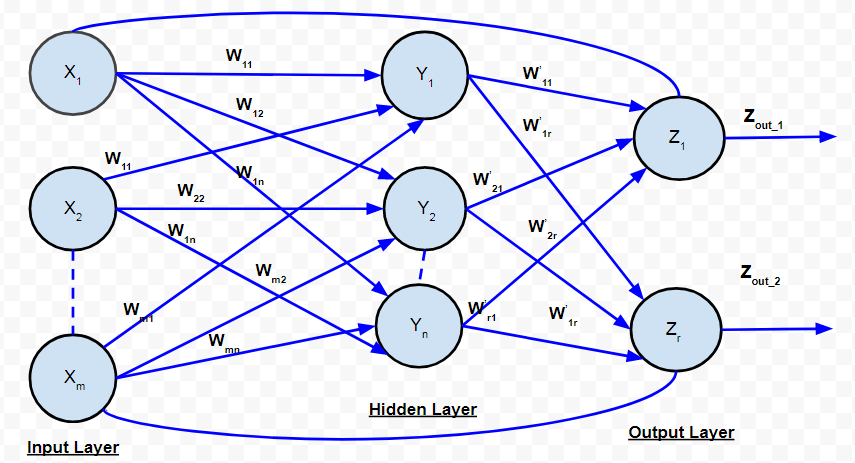 X1
X2
Xm
Input Layer
W11
W12
W1n
W11
W22
W1n
Wm1
Wm2
Wmn
Y1
Y2
Yn
Hidden Layer
W'11
W'1r
W'21
W'2r
W'r1
W'1r
Z1
Zr
Output Layer
Zout_1
Zout_2